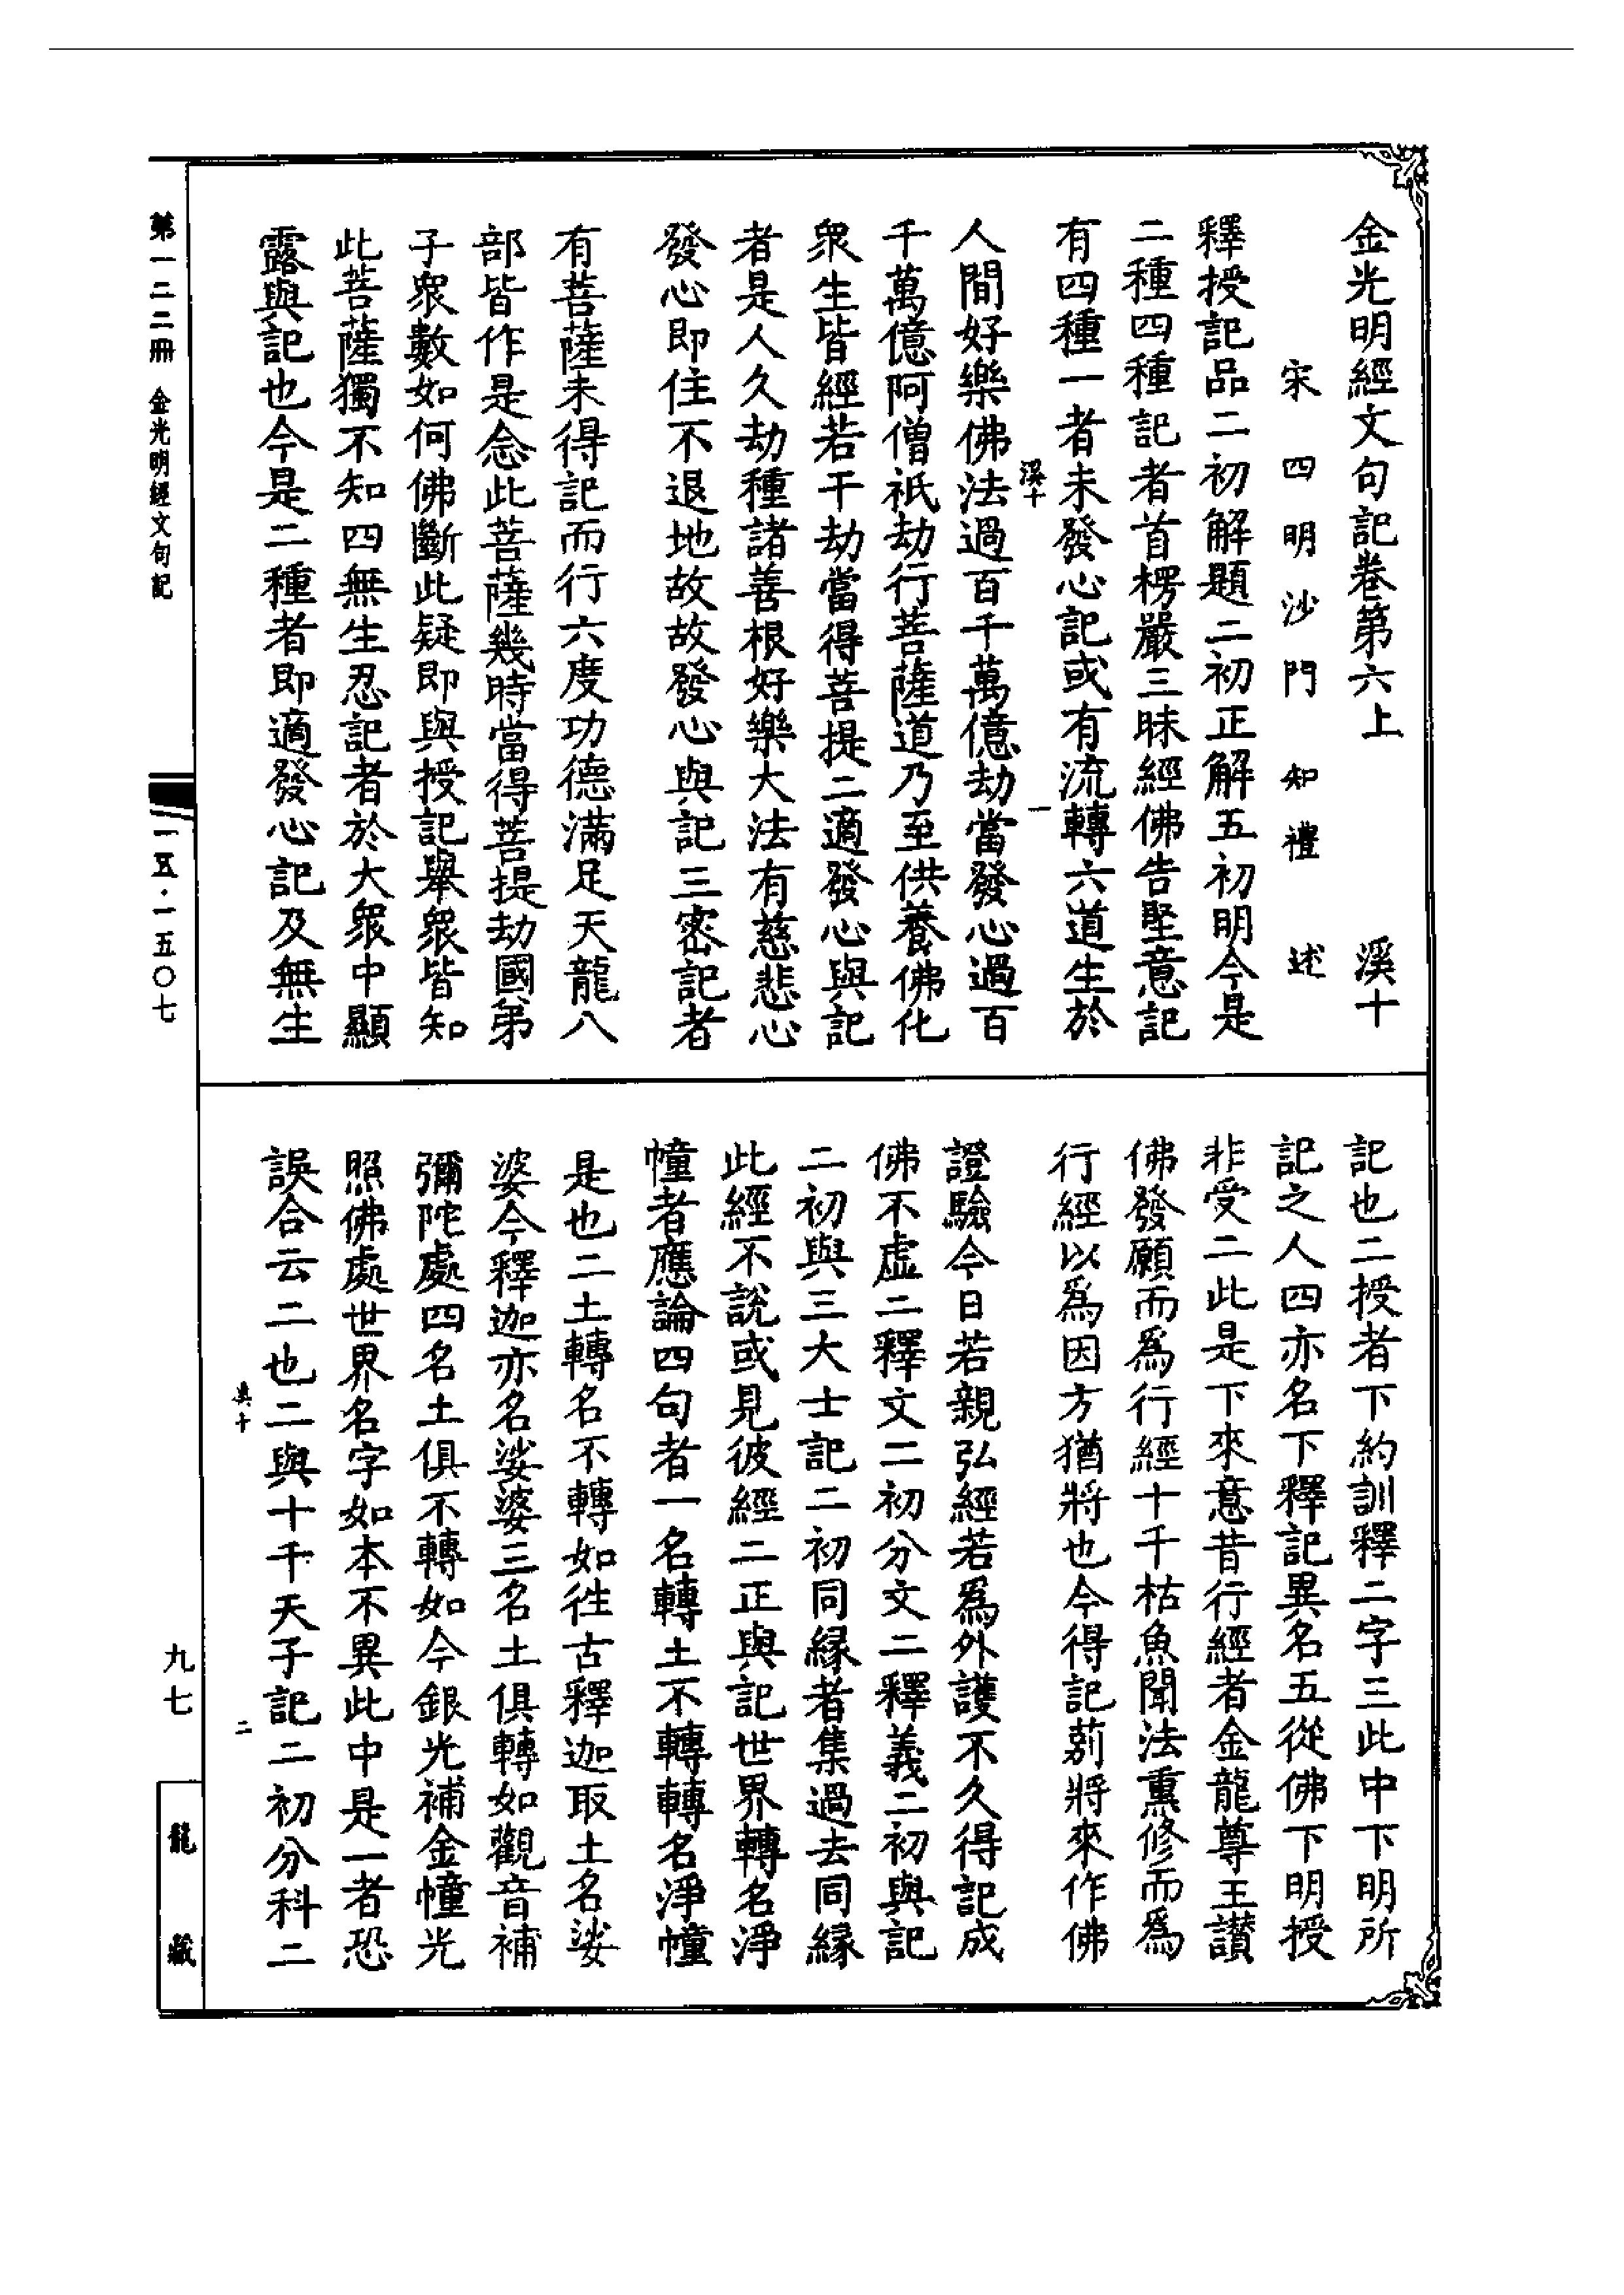 金光明經文句記卷第六上　溪十
宋四明沙門知禮述
釋授記品二初解題二初正解五初明今是
二種四種記者首楞嚴三昧經佛告堅意記
有四種一者未發心記或有流轉六道生於
溪十　一
人間好樂佛法過百千萬億劫當發心過百
千萬億阿僧祇劫行菩薩道乃至供養佛化
衆生皆經若干劫當得菩提二適發心與記
者是人久劫種諸善根好樂大法有慈悲心
發心即住不退地故故發心與記三密記者
有菩薩未得記而行六度功德滿足天龍八
部皆作是念此菩薩幾時當得菩提劫國弟
子衆數如何佛斷此疑即與授記舉衆皆知
此菩薩獨不知四無生忍記者於大衆中顯
露與記也今是二種者即適發心記及無生
記也二授者下約訓釋二字三此中下明所
記之人四亦名下釋記異名五從佛下明授
非受二此是下來意昔行經者金龍尊王讃
佛發願而爲行經十千枯魚聞法熏修而爲
行經以爲因方猶將也今得記莂將來作佛
證驗今日若親弘經若爲外護不久得記成
佛不虛二釋文二初分文二釋義二初與記
二初與三大士記二初同縁者集過去同縁
此經不說或見彼經二正與記世界轉名淨
幢者應論四句者一名轉土不轉轉名淨幢
是也二土轉名不轉如徃古釋迦取土名娑
婆今釋迦亦名娑婆三名土俱轉如觀音補
彌陀處四名土俱不轉如今銀光補金幢光
照佛處世界名字如本不異此中是一者恐
誤合云二也二與十千天子記二初分科二
二
第一二二冊　金光明經文句記
一五·一五〇七
九七
龍藏